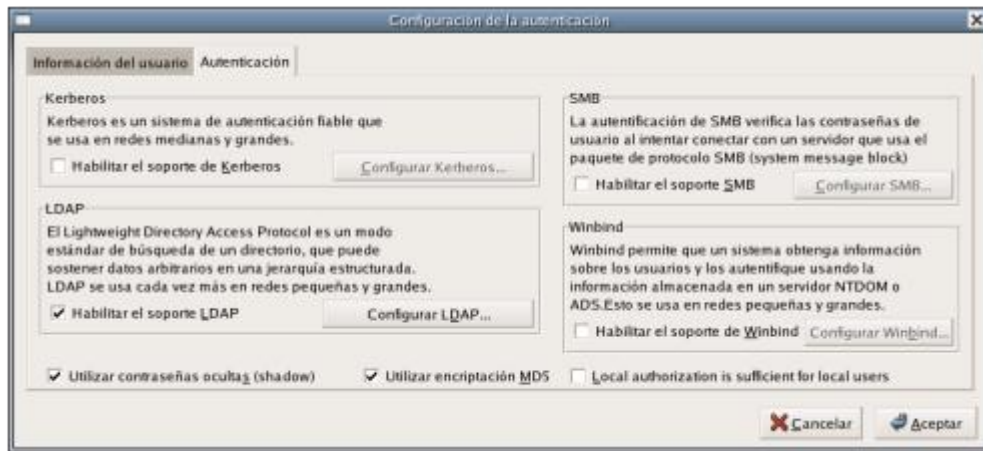 Configuración de la autenticación
Información del usuario
Autenticación
Kerberos
Kerberos es un sistema de autenticación fiable que
se usa en redes medianas y grandes.
Habilitar el soporte de Kerberos
Configurar Kerberos...
LDAP
El Lightweight Directory Access Protocol es un modo
estándar de búsqueda de un directorio, que puede
sostener datos arbitrarios en una jerarquía estructurada.
LDAP se usa cada vez más en redes pequeñas y grandes.
Habilitar el soporte LDAP
Configurar LDAP...
SMB
La autentificación de SMB verifica las contraseñas de
usuario al intentar conectar con un servidor que usa el
paquete de protocolo SMB (system message block)
Habilitar el soporte SMB
Configurar SMB...
Winbind
Winbind permite que un sistema obtenga información
sobre los usuarios y los autentifique usando la
información almacenada en un servidor NTDOM o
ADS.Esto se usa en redes pequeñas y grandes.
Habilitar el soporte de Winbind
Configurar Winbind...
Utilizar contraseñas ocultas (shadow)
Utilizar encriptación MD5
Local authorization is sufficient for local users
Cancelar
Aceptar